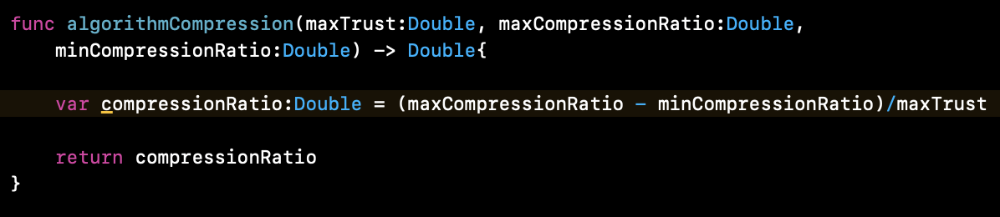 func algorithmCompression(maxTrust:Double, maxCompressionRatio:Double,
    minCompressionRatio:Double) -> Double{
    var compressionRatio:Double = (maxCompressionRatio - minCompressionRatio)/maxTrust
    return compressionRatio
}